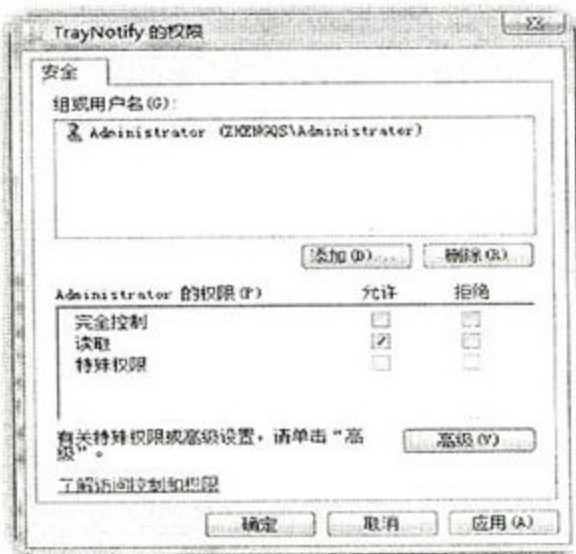 TrayNotify 的权限
安全
组或用户名(G):
Administrator (ZHENGQS\Administrator)
添加(D)... 删除(R)
Administrator 的权限(P) 允许 拒绝
完全控制
读取
特殊权限
有关特殊权限或高级设置，请单击“高
级”。 高级(V)
了解访问控制和权限
确定 取消 应用(A)